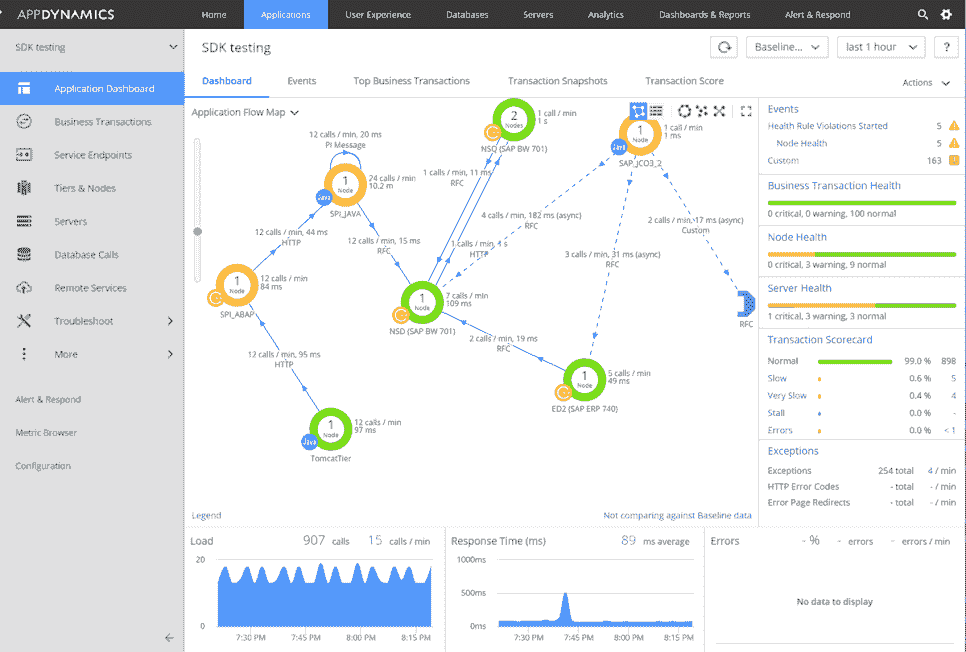 APPDYNAMICS
Home
Applications
User Experience
Databases
Servers
Analytics
Dashboards & Reports
Alert & Respond
SDK testing
Application Dashboard
Business Transactions
Service Endpoints
Tiers & Nodes
Servers
Database Calls
Remote Services
Troubleshoot
More
Alert & Respond
Metric Browser
Configuration
SDK testing
Baseline...
last 1 hour
?
Dashboard
Events
Top Business Transactions
Transaction Snapshots
Transaction Score
Actions
Application Flow Map
12 calls / min, 20 ms
PI Message
1
Node
24 calls / min
10.2 m
Java
SPI_JAVA
2
Nodes
1 call / min
1 s
NSD (SAP BW 701)
1
Node
1 call / min
1 ms
Java
SAP_JCO3_2
1 calls / min, 11 ms
RFC
4 calls / min, 182 ms (async)
RFC
2 calls / min, 17 ms (async)
Custom
12 calls / min, 44 ms
HTTP
12 calls / min, 15 ms
RFC
1 calls / min, 1 s
HTTP
3 calls / min, 31 ms (async)
RFC
1
Node
12 calls / min
84 ms
SPI_ABAP
1
Node
7 calls / min
109 ms
NSD (SAP BW 701)
RFC
2 calls / min, 19 ms
RFC
12 calls / min, 95 ms
HTTP
1
Node
5 calls / min
49 ms
ED2 (SAP ERP 740)
1
Node
12 calls / min
97 ms
Java
TomcatTier
Legend
Not comparing against Baseline data
Events
Health Rule Violations Started 5
Node Health 5
Custom 163
Business Transaction Health
0 critical, 0 warning, 100 normal
Node Health
0 critical, 3 warning, 9 normal
Server Health
1 critical, 3 warning, 3 normal
Transaction Scorecard
Normal 99.0 % 898
Slow 0.6 % 5
Very Slow 0.4 % 4
Stall 0.0 % -
Errors 0.0 % < 1
Exceptions
Exceptions 254 total 4 / min
HTTP Error Codes - total - / min
Error Page Redirects - total - / min
Load 907 calls 15 calls / min
20
0
7:30 PM 7:45 PM 8:00 PM 8:15 PM
Response Time (ms) 89 ms average
1000ms
500ms
0ms
7:30 PM 7:45 PM 8:00 PM 8:15 PM
Errors - % - errors - errors / min
No data to display